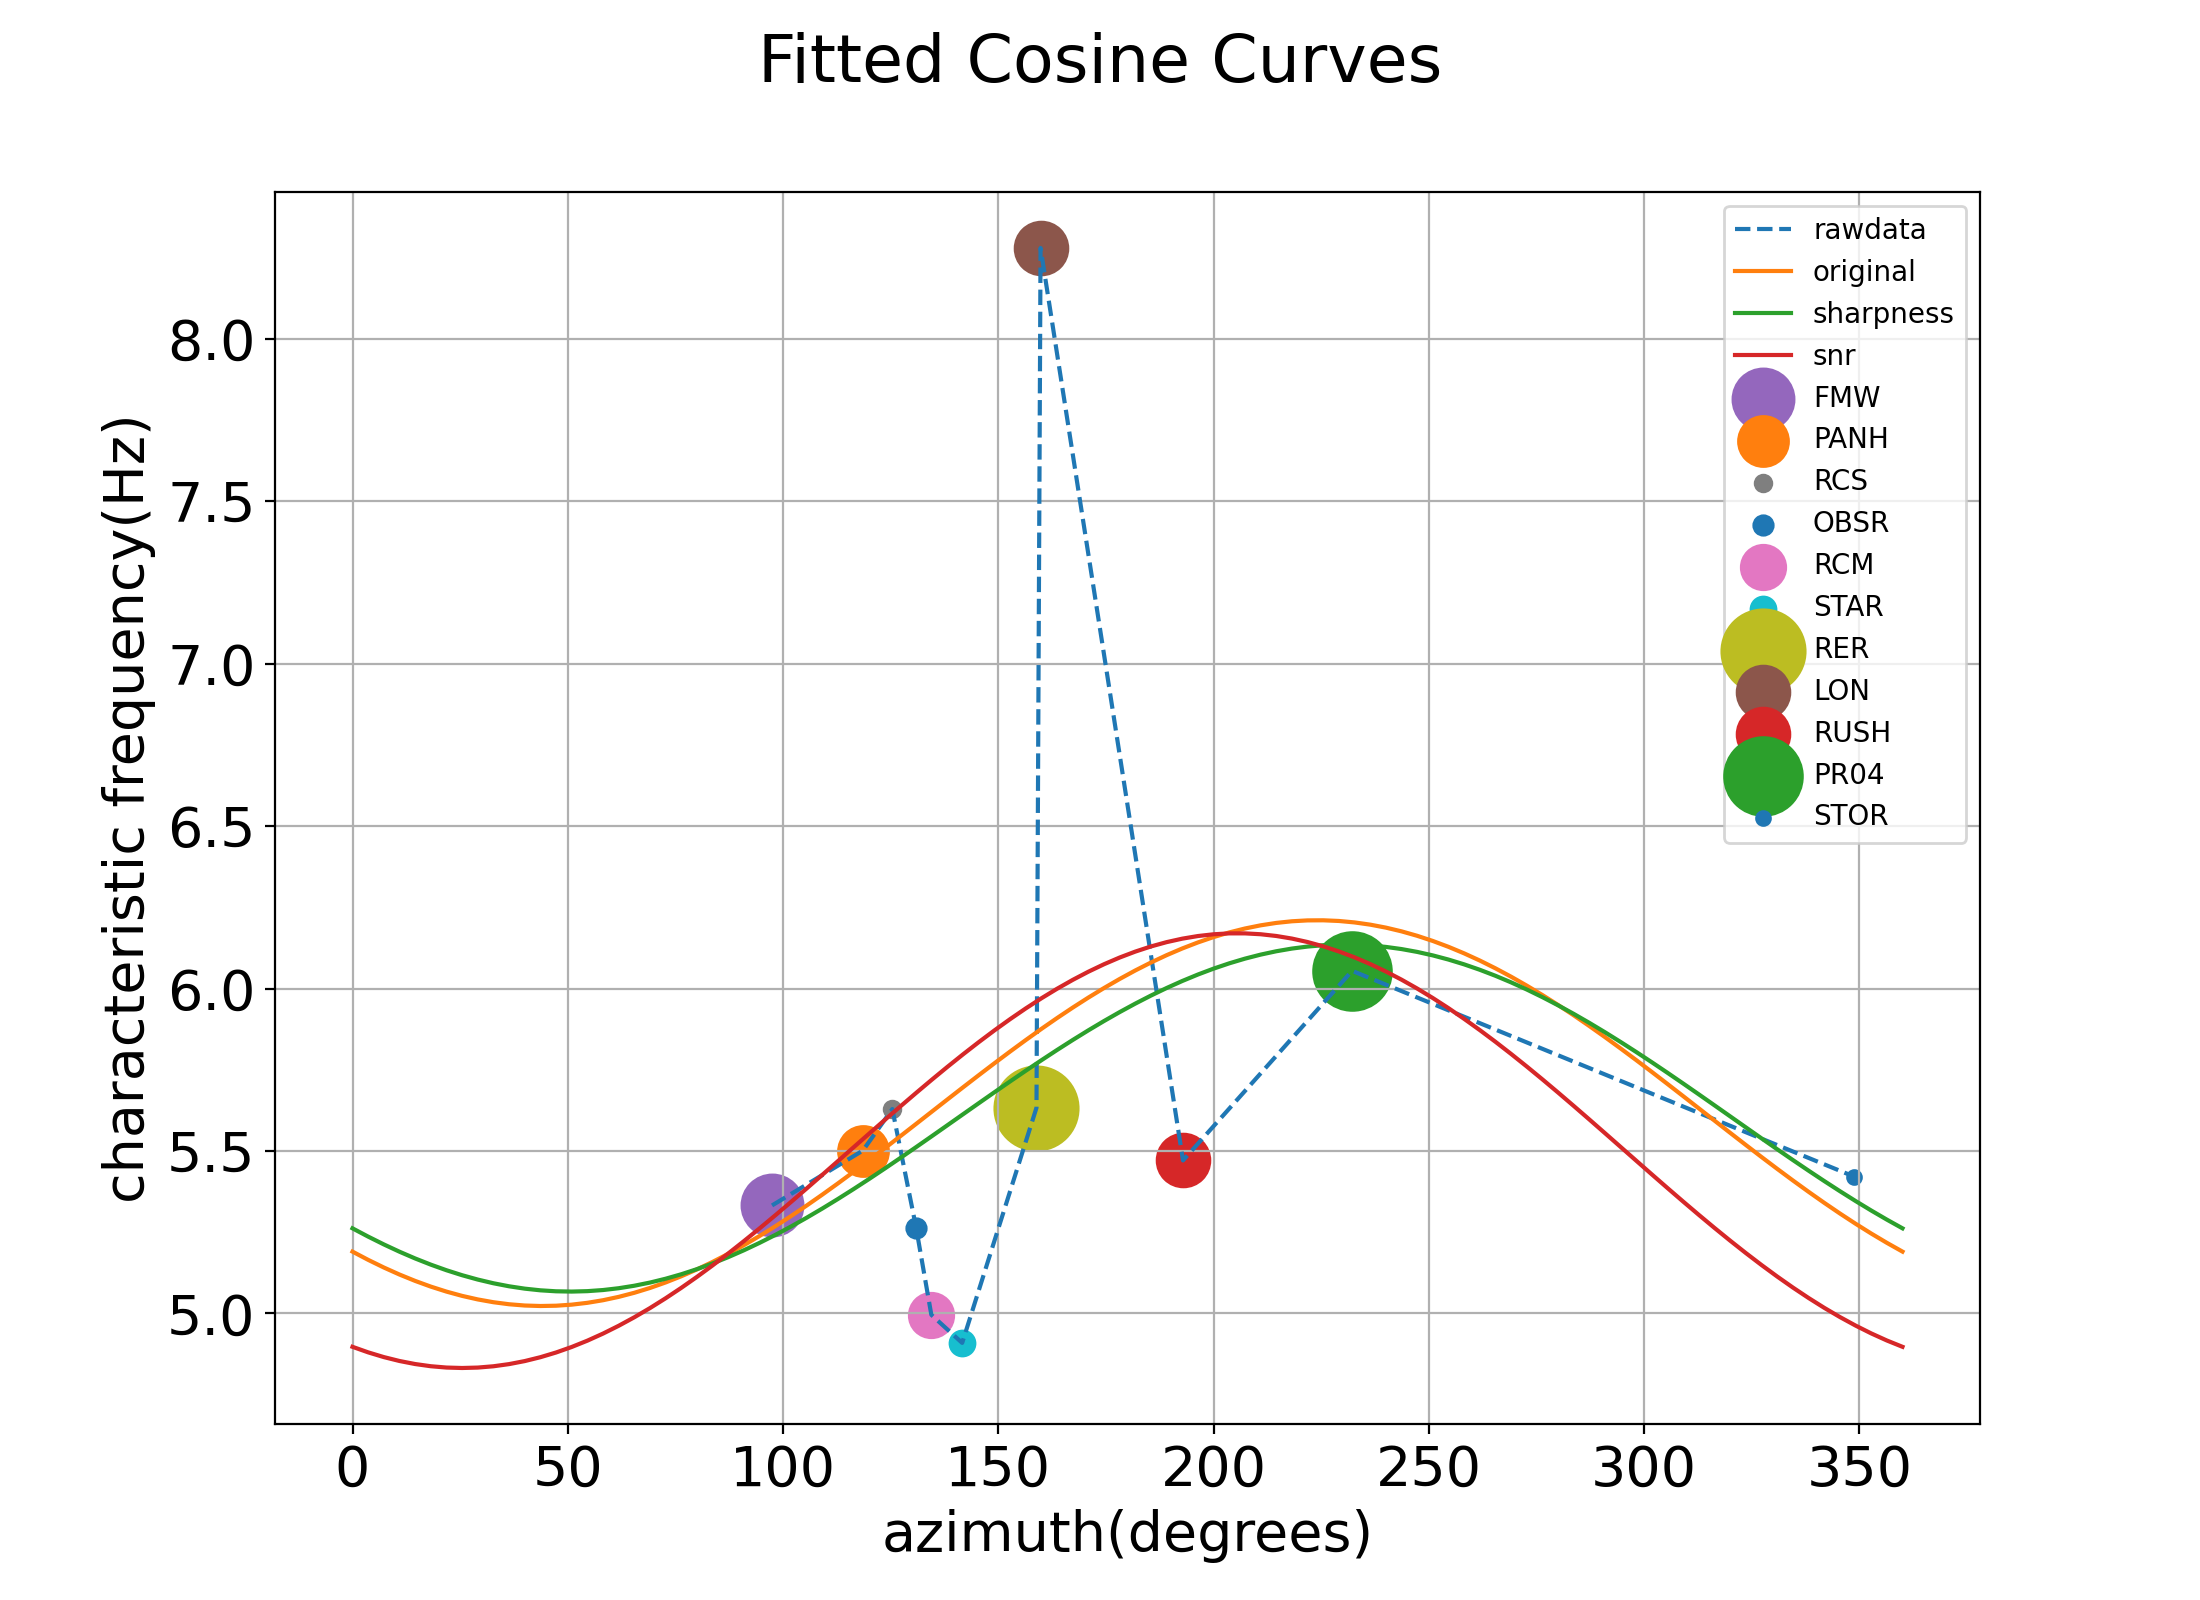 Fitted Cosine Curves
characteristic frequency(Hz)
8.0
7.5
7.0
6.5
6.0
5.5
5.0
rawdata
original
sharpness
snr
FMW
PANH
RCS
OBSR
RCM
STAR
RER
LON
RUSH
PR04
STOR
0 50 100 150 200 250 300 350
azimuth(degrees)